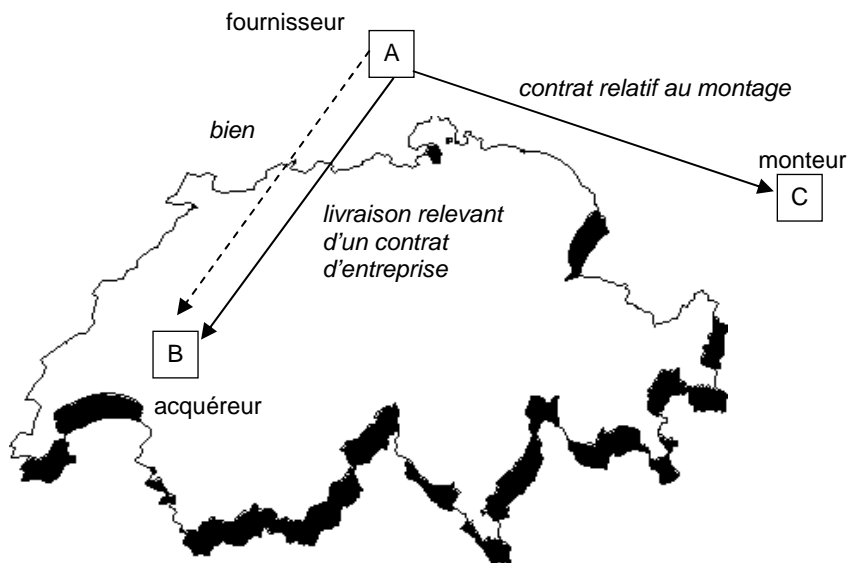 fournisseur
A
contrat relatif au montage
bien
monteur
C
livraison relevant
d'un contrat
d'entreprise
B
acquéreur